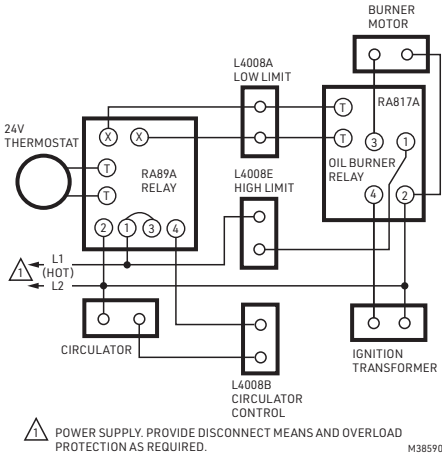 BURNER
MOTOR
L4008A
LOW LIMIT
RA817A
24V
THERMOSTAT
X X
T
T
RA89A
RELAY
T
T
3 1
OIL BURNER
RELAY
4 2
L4008E
HIGH LIMIT
2 1 3 4
1
L1
(HOT)
L2
CIRCULATOR
L4008B
CIRCULATOR
CONTROL
IGNITION
TRANSFORMER
1 POWER SUPPLY. PROVIDE DISCONNECT MEANS AND OVERLOAD
PROTECTION AS REQUIRED.
M38590